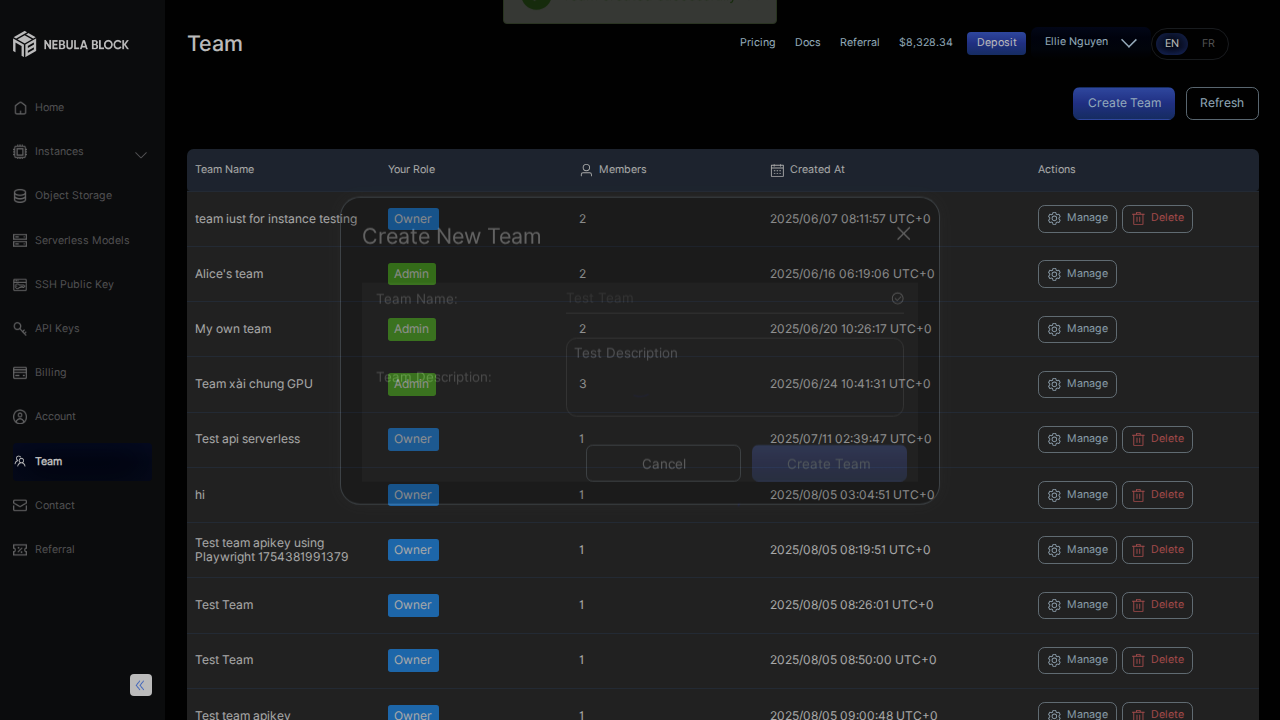 NEBULA BLOCK
Team
Pricing
Docs
Referral
$8,328.34
Deposit
Ellie Nguyen
EN
FR
Home
Instances
Object Storage
Serverless Models
SSH Public Key
API Keys
Billing
Account
Team
Contact
Referral
Create Team
Refresh
Team Name Your Role Members Created At Actions
team iust for instance testing Owner 2 2025/06/07 08:11:57 UTC+0 Manage Delete
Alice's team Admin 2 2025/06/16 06:19:06 UTC+0 Manage
My own team Admin 2 2025/06/20 10:26:17 UTC+0 Manage
Team xài chung GPU Admin 3 2025/06/24 10:41:31 UTC+0 Manage
Test api serverless Owner 1 2025/07/11 02:39:47 UTC+0 Manage Delete
hi Owner 1 2025/08/05 03:04:51 UTC+0 Manage Delete
Test team apikey using
Playwright 1754381991379 Owner 1 2025/08/05 08:19:51 UTC+0 Manage Delete
Test Team Owner 1 2025/08/05 08:26:01 UTC+0 Manage Delete
Test Team Owner 1 2025/08/05 08:50:00 UTC+0 Manage Delete
Test team apikey Owner 1 2025/08/05 09:00:48 UTC+0 Manage Delete
Create New Team
Team Name: Test Team
Team Description: Test Description
Cancel
Create Team